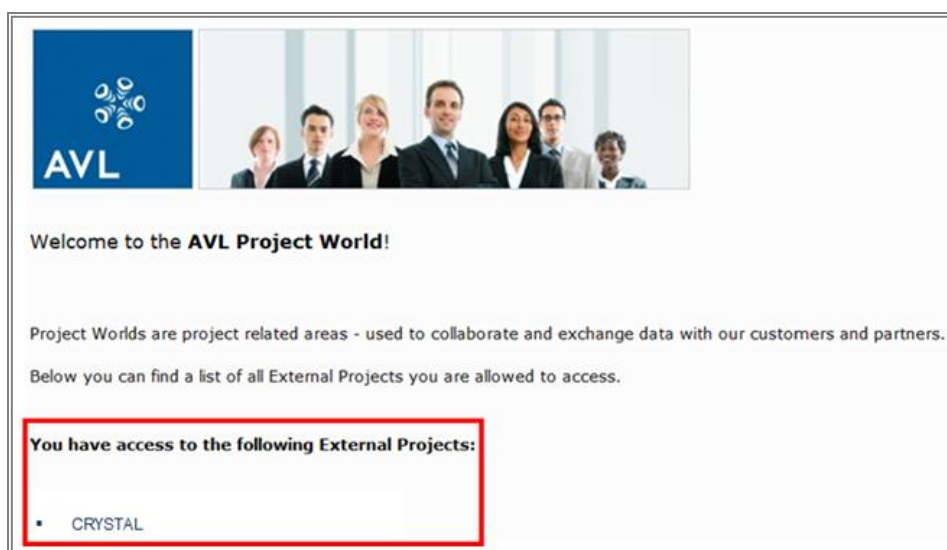 AVL
Welcome to the AVL Project World!
Project Worlds are project related areas - used to collaborate and exchange data with our customers and partners.
Below you can find a list of all External Projects you are allowed to access.
You have access to the following External Projects:
▪ CRYSTAL